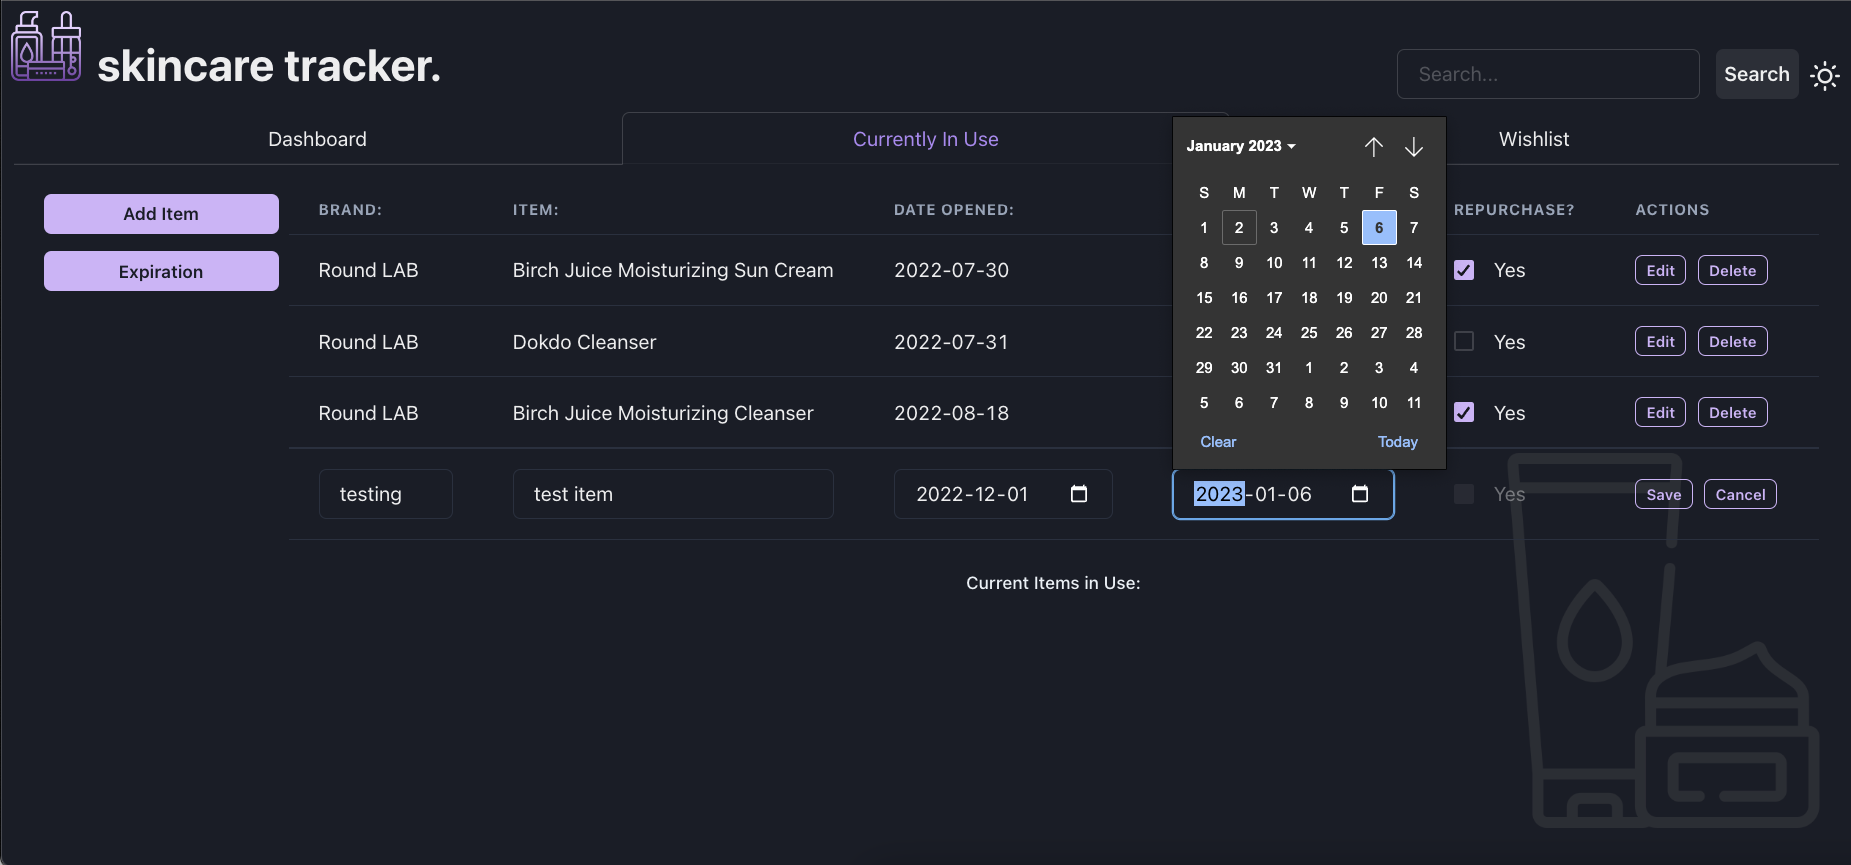 skincare tracker.
Search...
Search
Dashboard
Currently In Use
Wishlist
Add Item
Expiration
BRAND:
ITEM:
DATE OPENED:
REPURCHASE?
ACTIONS
Round LAB
Birch Juice Moisturizing Sun Cream
2022-07-30
Yes
Edit
Delete
Round LAB
Dokdo Cleanser
2022-07-31
Yes
Edit
Delete
Round LAB
Birch Juice Moisturizing Cleanser
2022-08-18
Yes
Edit
Delete
January 2023
S M T W T F S
1 2 3 4 5 6 7
8 9 10 11 12 13 14
15 16 17 18 19 20 21
22 23 24 25 26 27 28
29 30 31 1 2 3 4
5 6 7 8 9 10 11
Clear
Today
testing
test item
2022-12-01
2023-01-06
Yes
Save
Cancel
Current Items in Use: